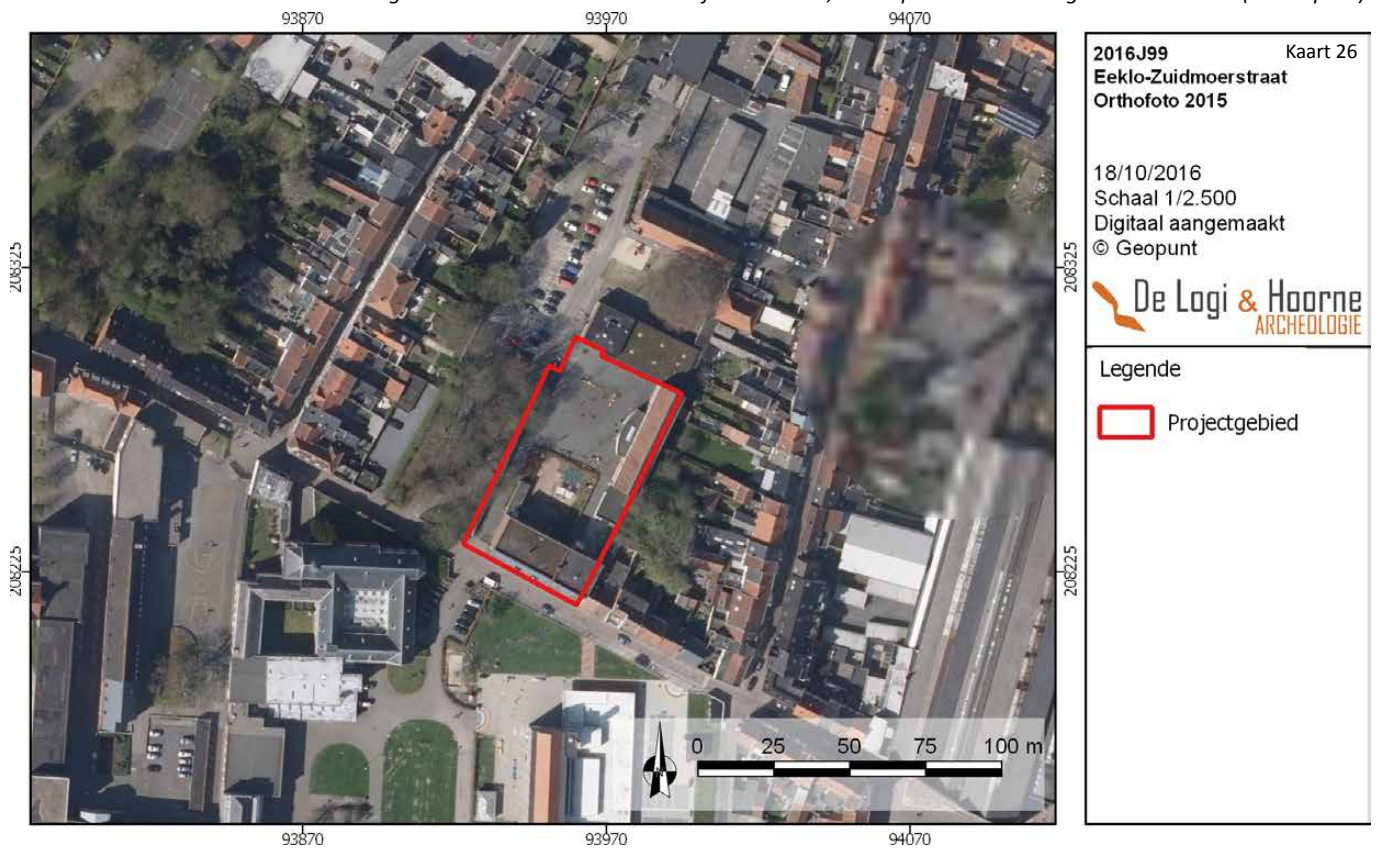 93870 93970 94070
208325 208325
208225 208225
0 25 50 75 100 m
93870 93970 94070
2016J99 Kaart 26
Eeklo-Zuidmoerstraat
Orthofoto 2015
18/10/2016
Schaal 1/2.500
Digitaal aangemaakt
© Geopunt
De Logi & Hoorne
ARCHEOLOGIE
Legende
Projectgebied